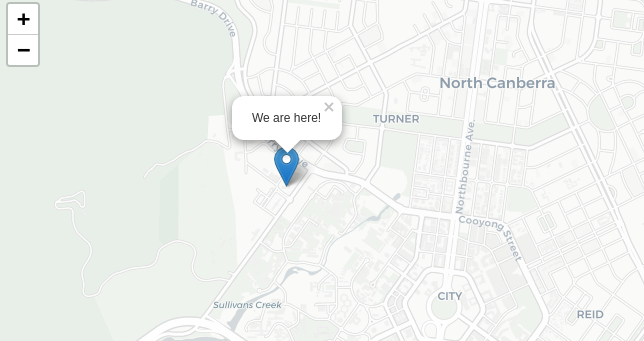 +
−
Barry Drive
North Canberra
We are here!
×
TURNER
Northbourne Ave
Cooyong Street
Sullivans Creek
CITY
REID